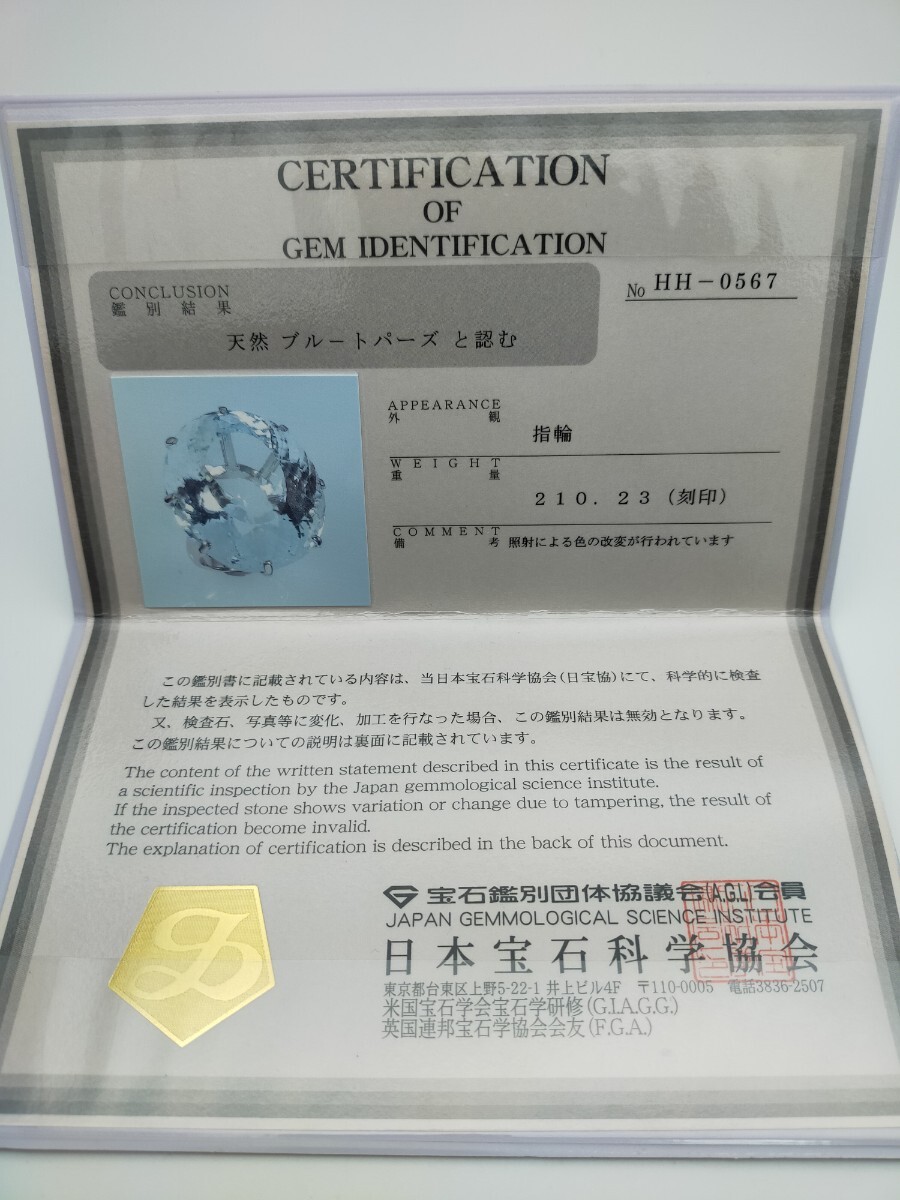 CERTIFICATION
OF
GEM IDENTIFICATION
No HH-0567
CONCLUSION
鑑別結果
天然 ブルートパーズ と認む
APPEARANCE
外観
指輪
WEIGHT
重量
210.23 (刻印)
COMMENT
備考 照射による色の改変が行われています
この鑑別書に記載されている内容は、当日本宝石科学協会(日宝協)にて、科学的に検査
した結果を表示したものです。
又、検査石、写真等に変化、加工を行なった場合、この鑑別結果は無効となります。
この鑑別結果についての説明は裏面に記載されています。
The content of the written statement described in this certificate is the result of
a scientific inspection by the Japan gemmological science institute.
If the inspected stone shows variation or change due to tampering, the result of
the certification become invalid.
The explanation of certification is described in the back of this document.
宝石鑑別団体協議会(A.G.L)会員
JAPAN GEMMOLOGICAL SCIENCE INSTITUTE
日本宝石科学協会
東京都台東区上野5-22-1 井上ビル4F 〒110-0005 電話3836-2507
米国宝石学会宝石学研修(G.I.A.G.G.)
英国連邦宝石学協会会友(F.G.A.)